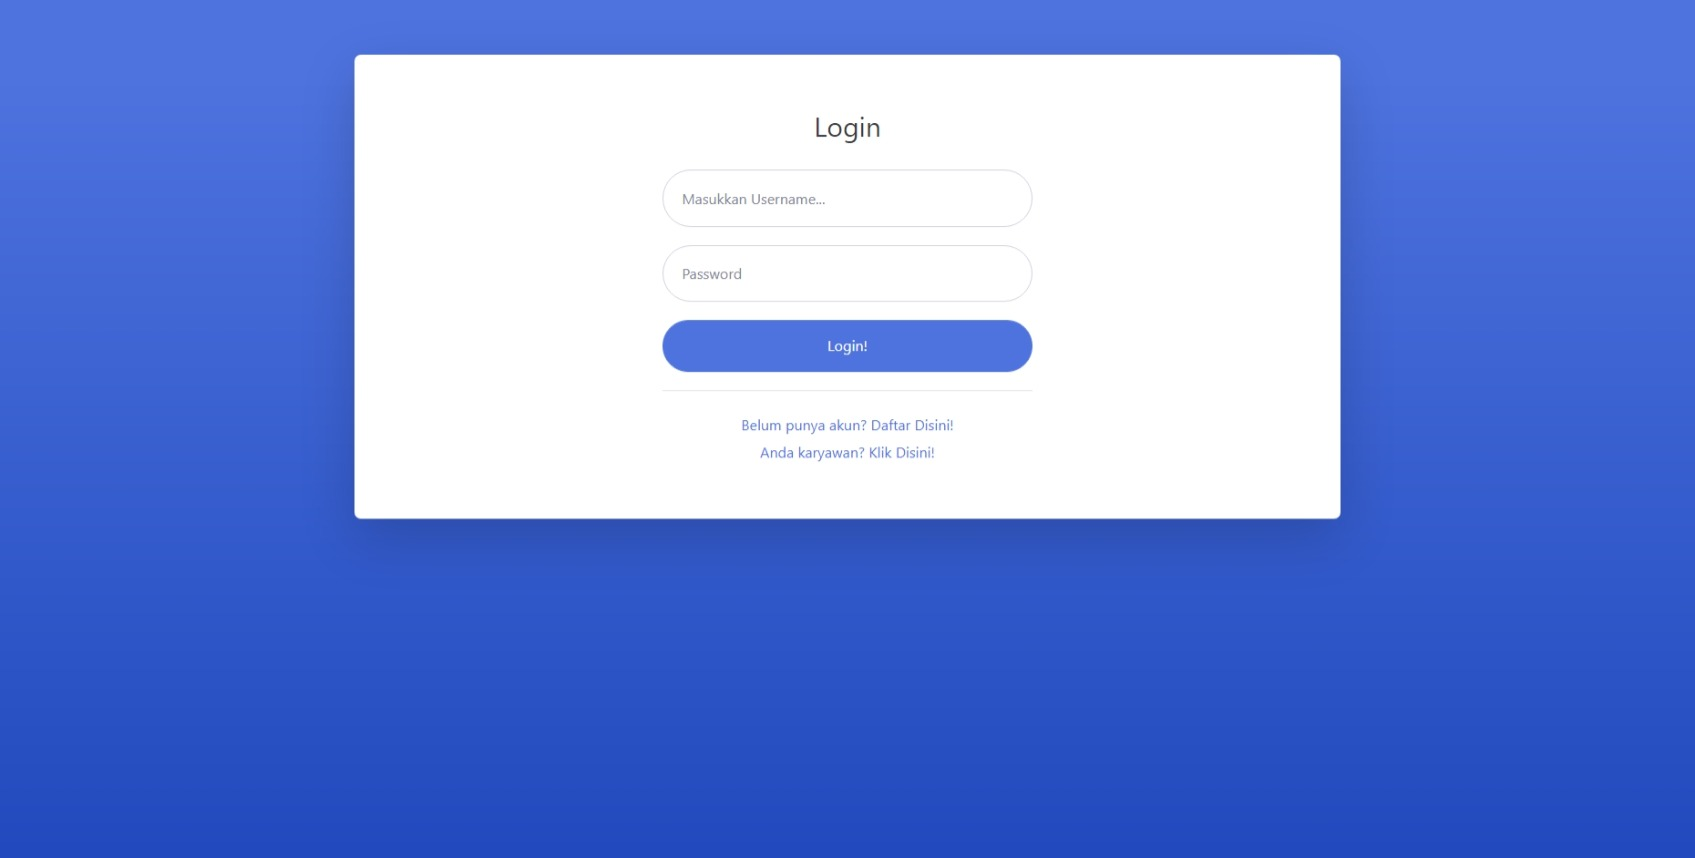 Login
Masukkan Username...
Password
Login!
Belum punya akun? Daftar Disini!
Anda karyawan? Klik Disini!